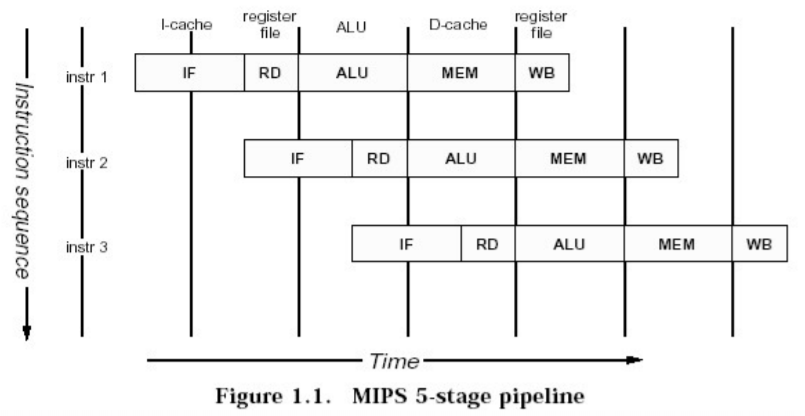 I-cache register file ALU D-cache register file
instr 1 IF RD ALU MEM WB
instr 2 IF RD ALU MEM WB
instr 3 IF RD ALU MEM WB
Instruction sequence
Time
Figure 1.1. MIPS 5-stage pipeline